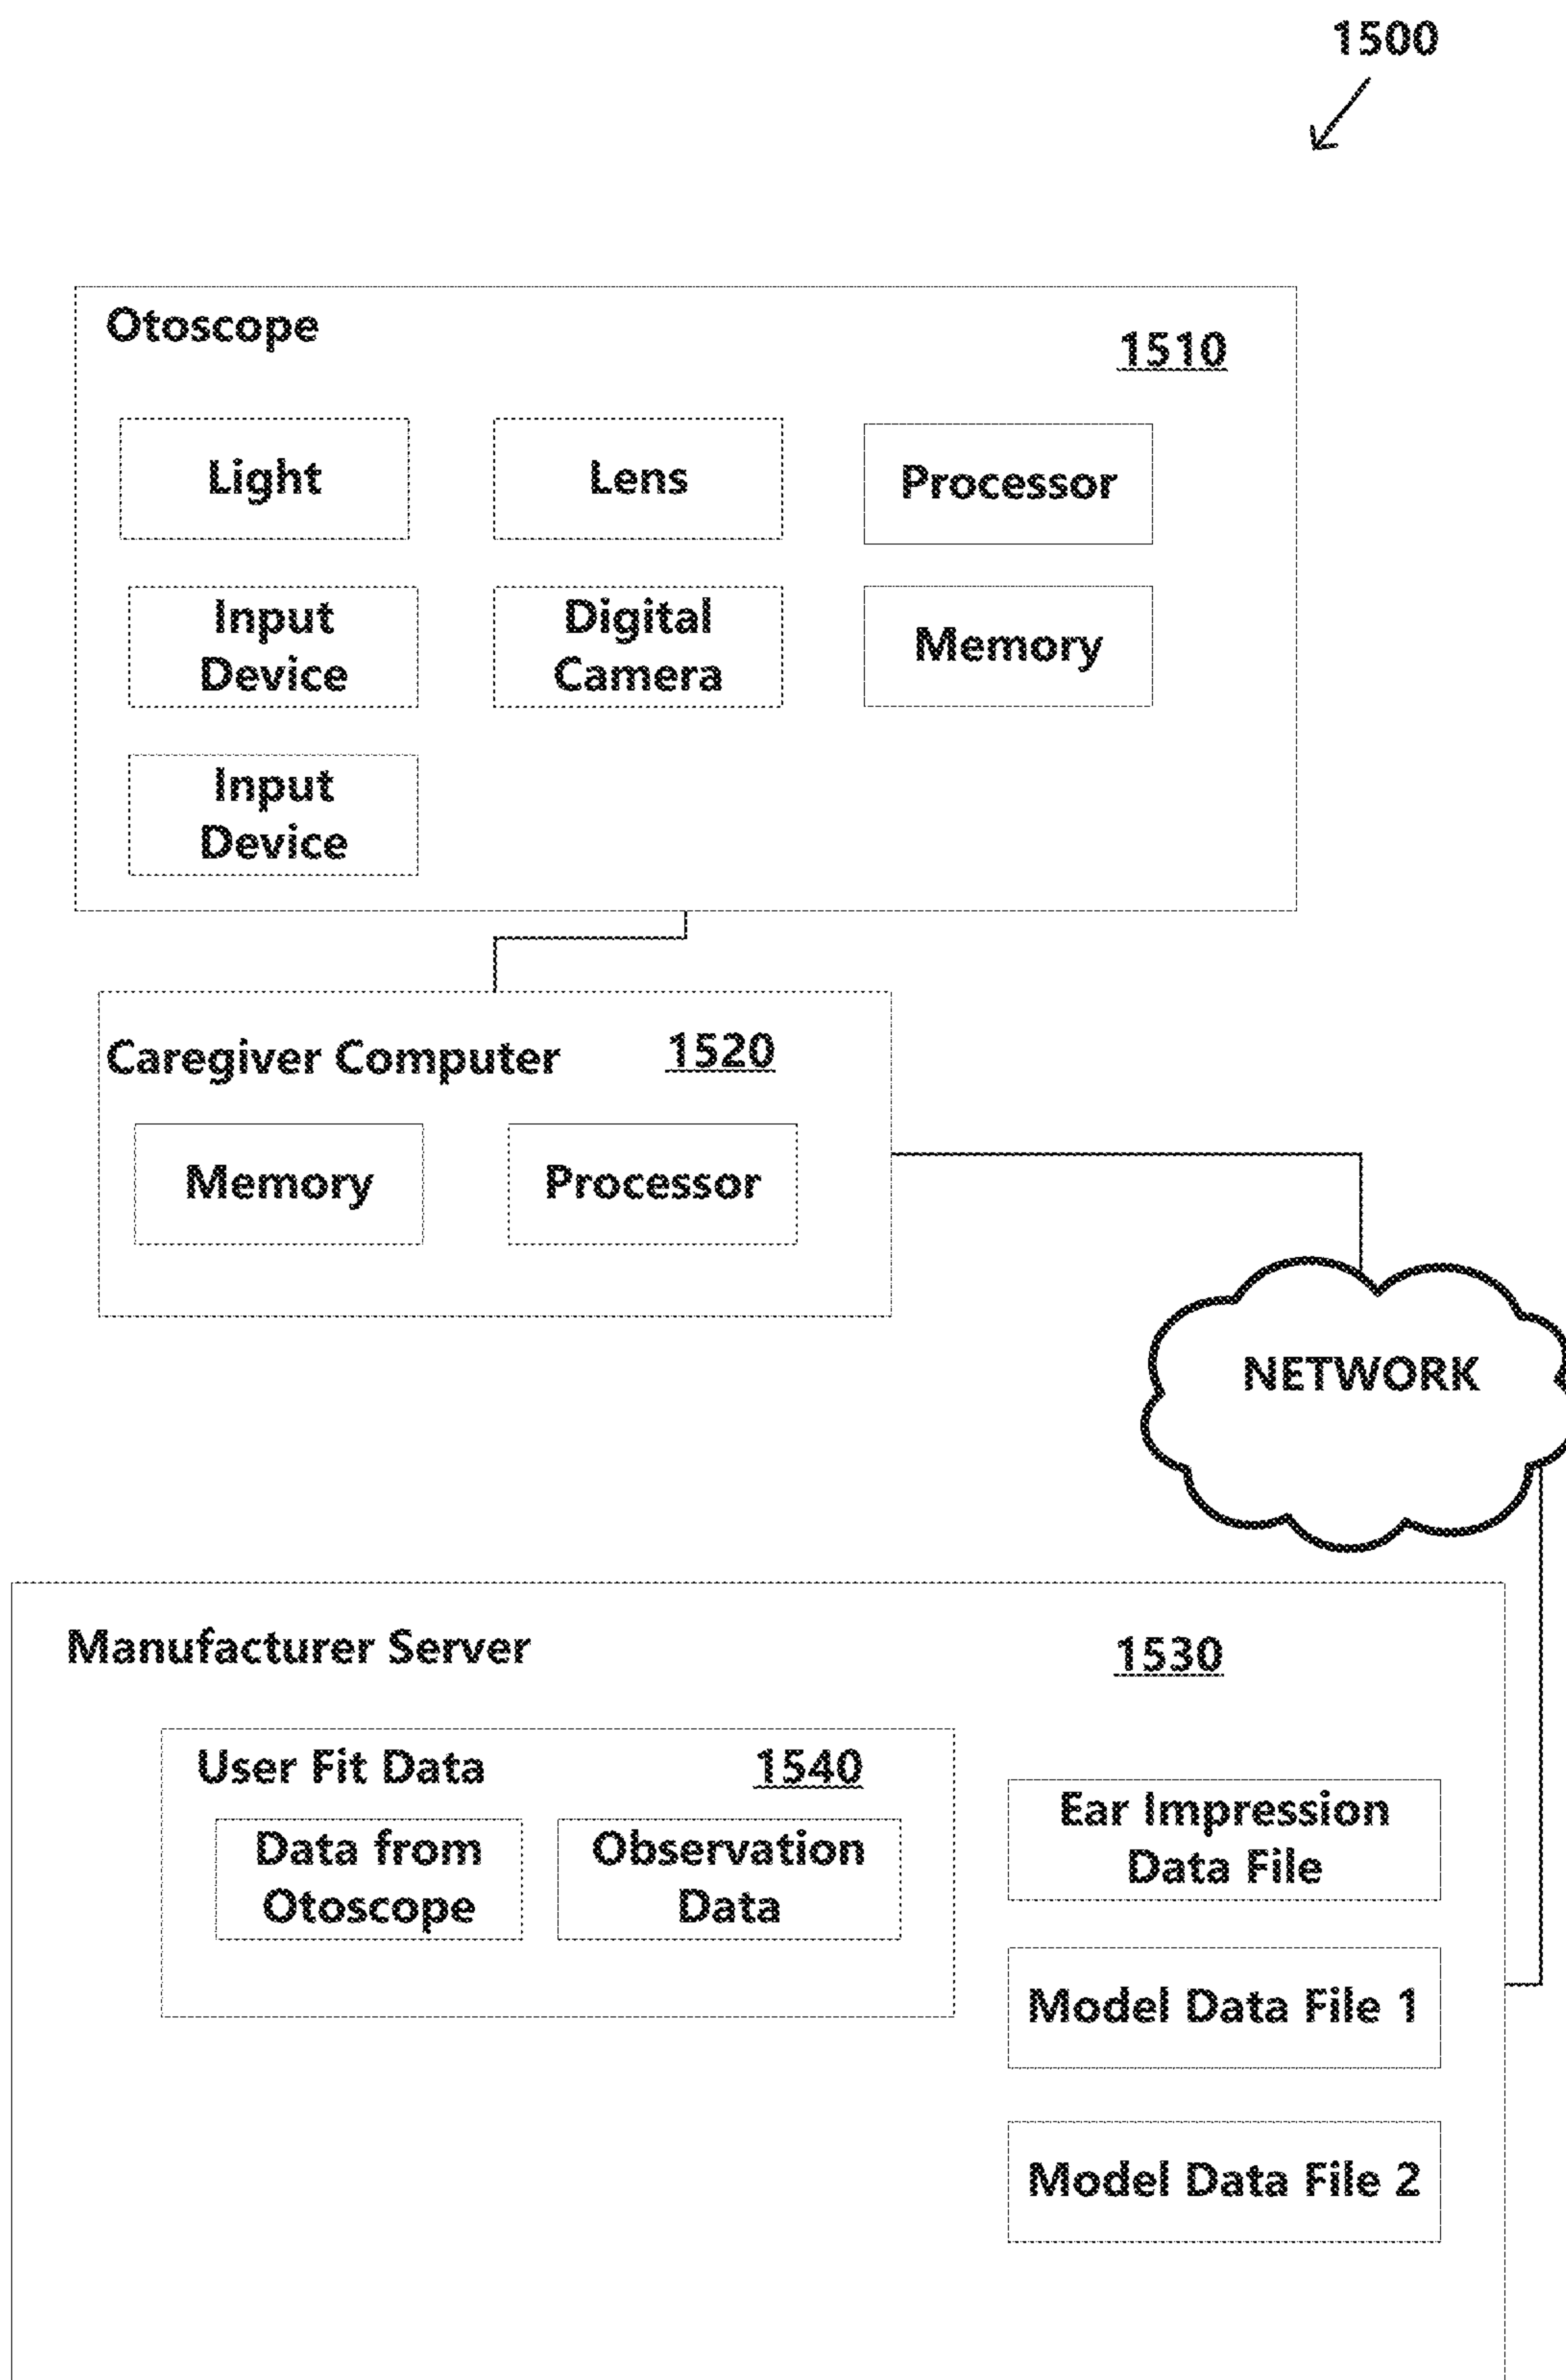 1500
Otoscope
1510
Light
Lens
Processor
Input
Device
Digital
Camera
Memory
Input
Device
Caregiver Computer
1520
Memory
Processor
NETWORK
Manufacturer Server
1530
User Fit Data
1540
Data from
Otoscope
Observation
Data
Ear Impression
Data File
Model Data File 1
Model Data File 2